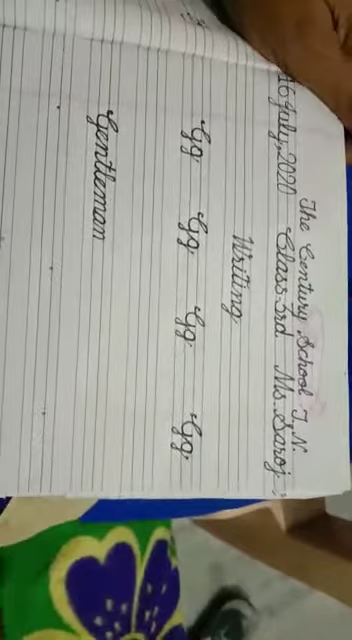 The Century School T.N.
16 July, 2020 Class. 3rd Ms. Saroj
Writing
Gg. Gg. Gg. Gg.
Gentleman